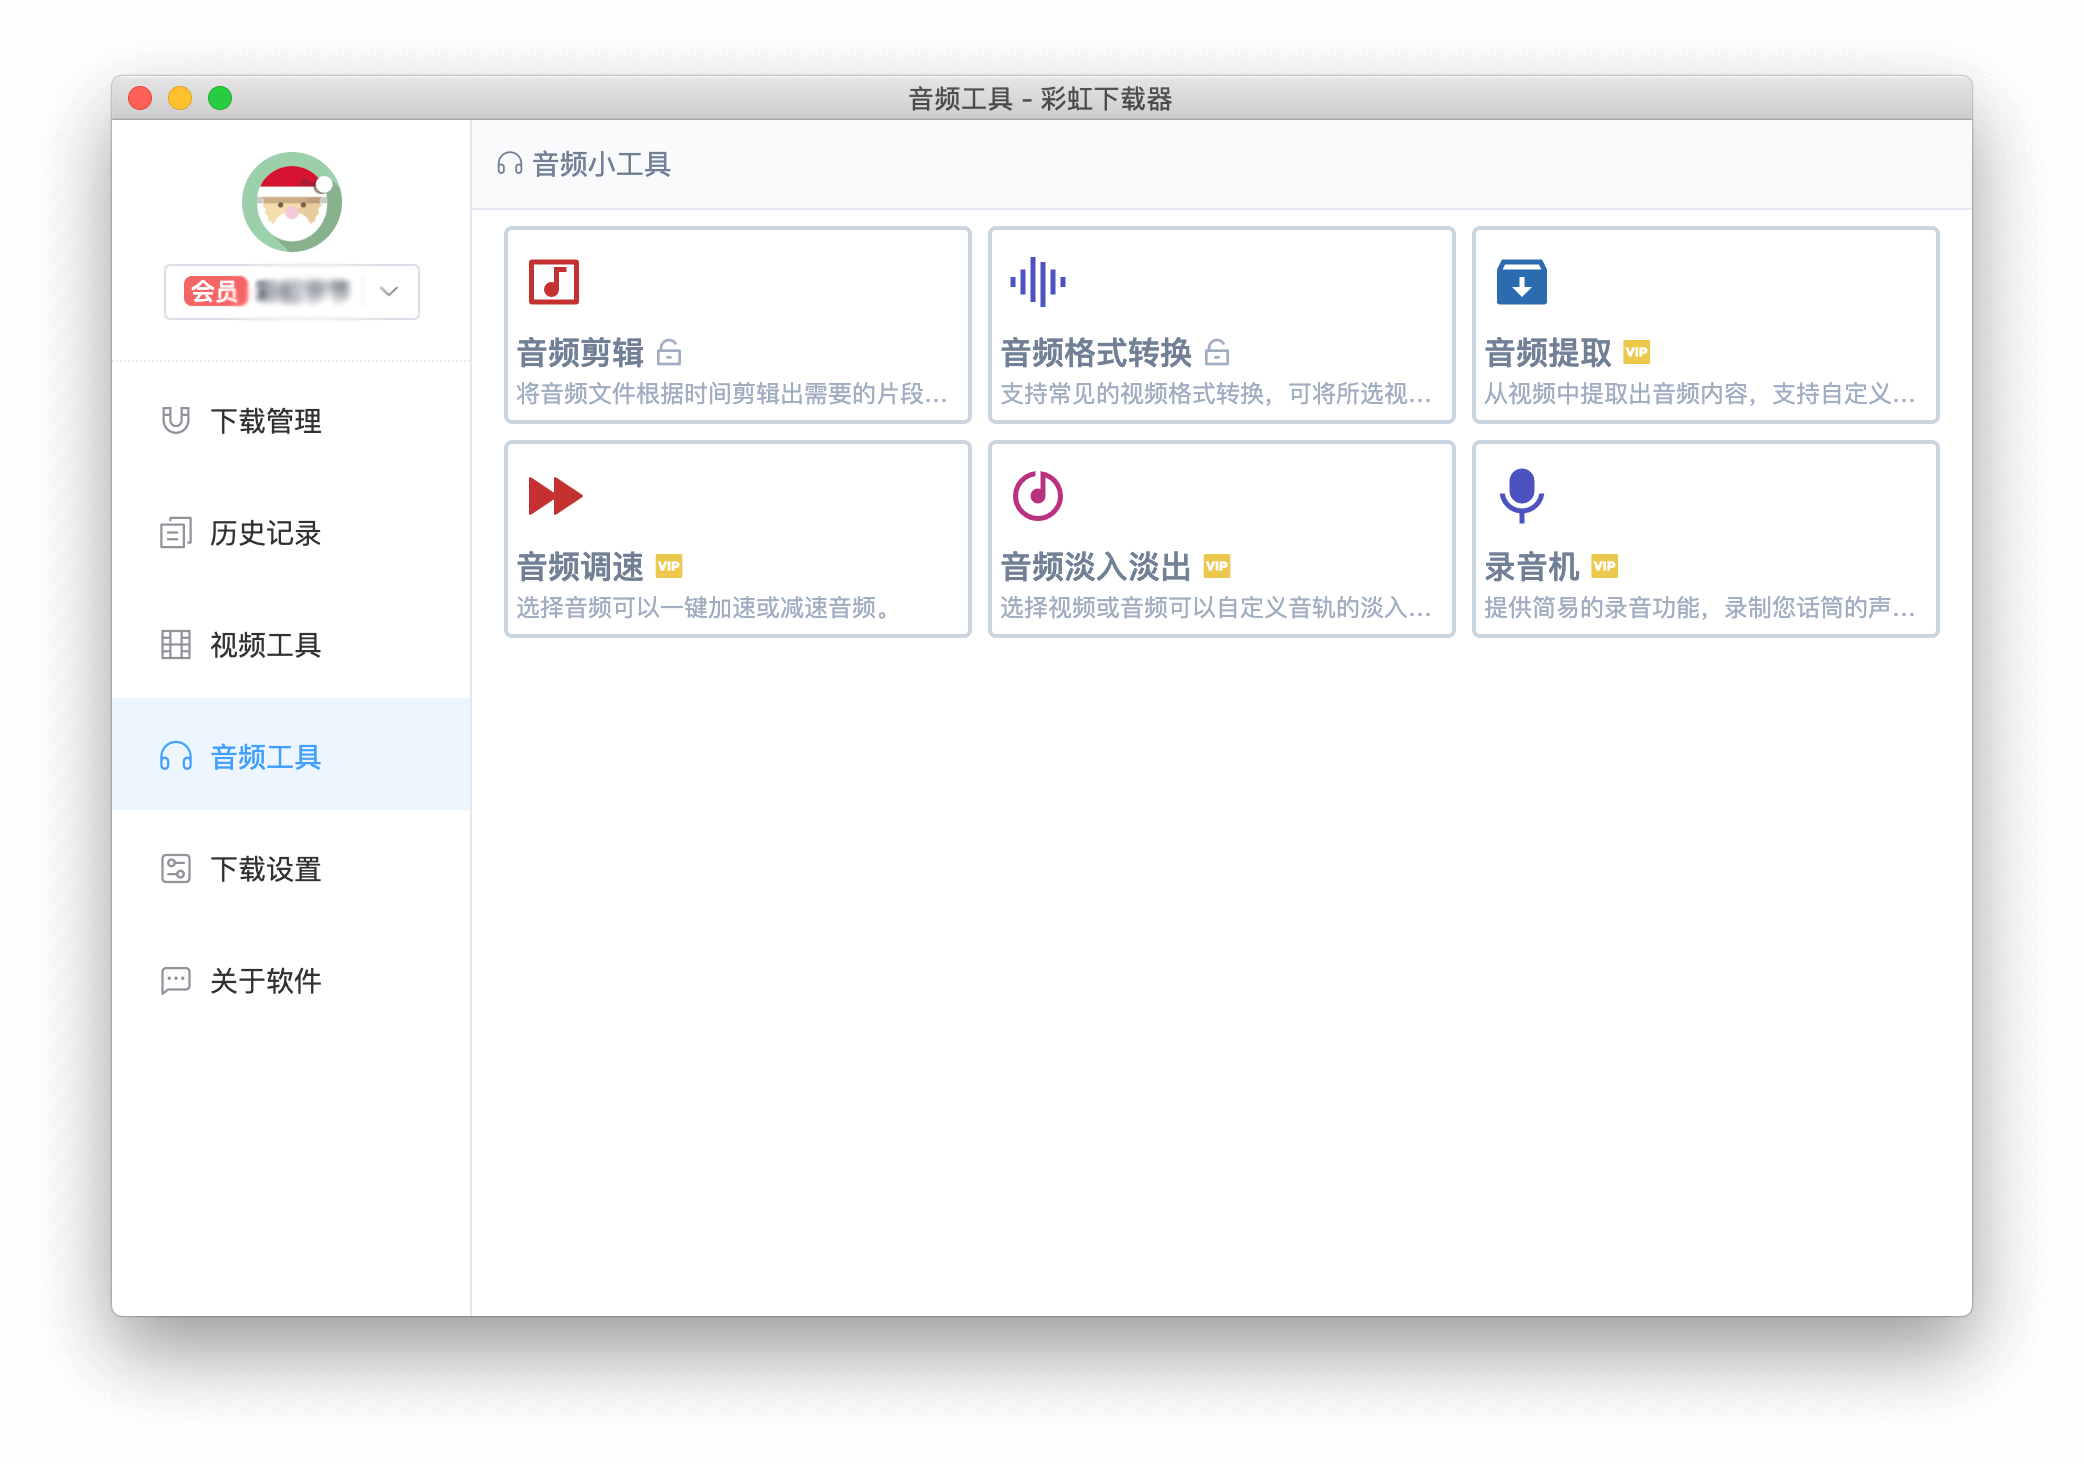 音频工具 - 彩虹下载器
会员
下载管理
历史记录
视频工具
音频工具
下载设置
关于软件
音频小工具
音频剪辑
将音频文件根据时间剪辑出需要的片段...
音频格式转换
支持常见的视频格式转换，可将所选视...
音频提取 VIP
从视频中提取出音频内容，支持自定义...
音频调速 VIP
选择音频可以一键加速或减速音频。
音频淡入淡出 VIP
选择视频或音频可以自定义音轨的淡入...
录音机 VIP
提供简易的录音功能，录制您话筒的声...